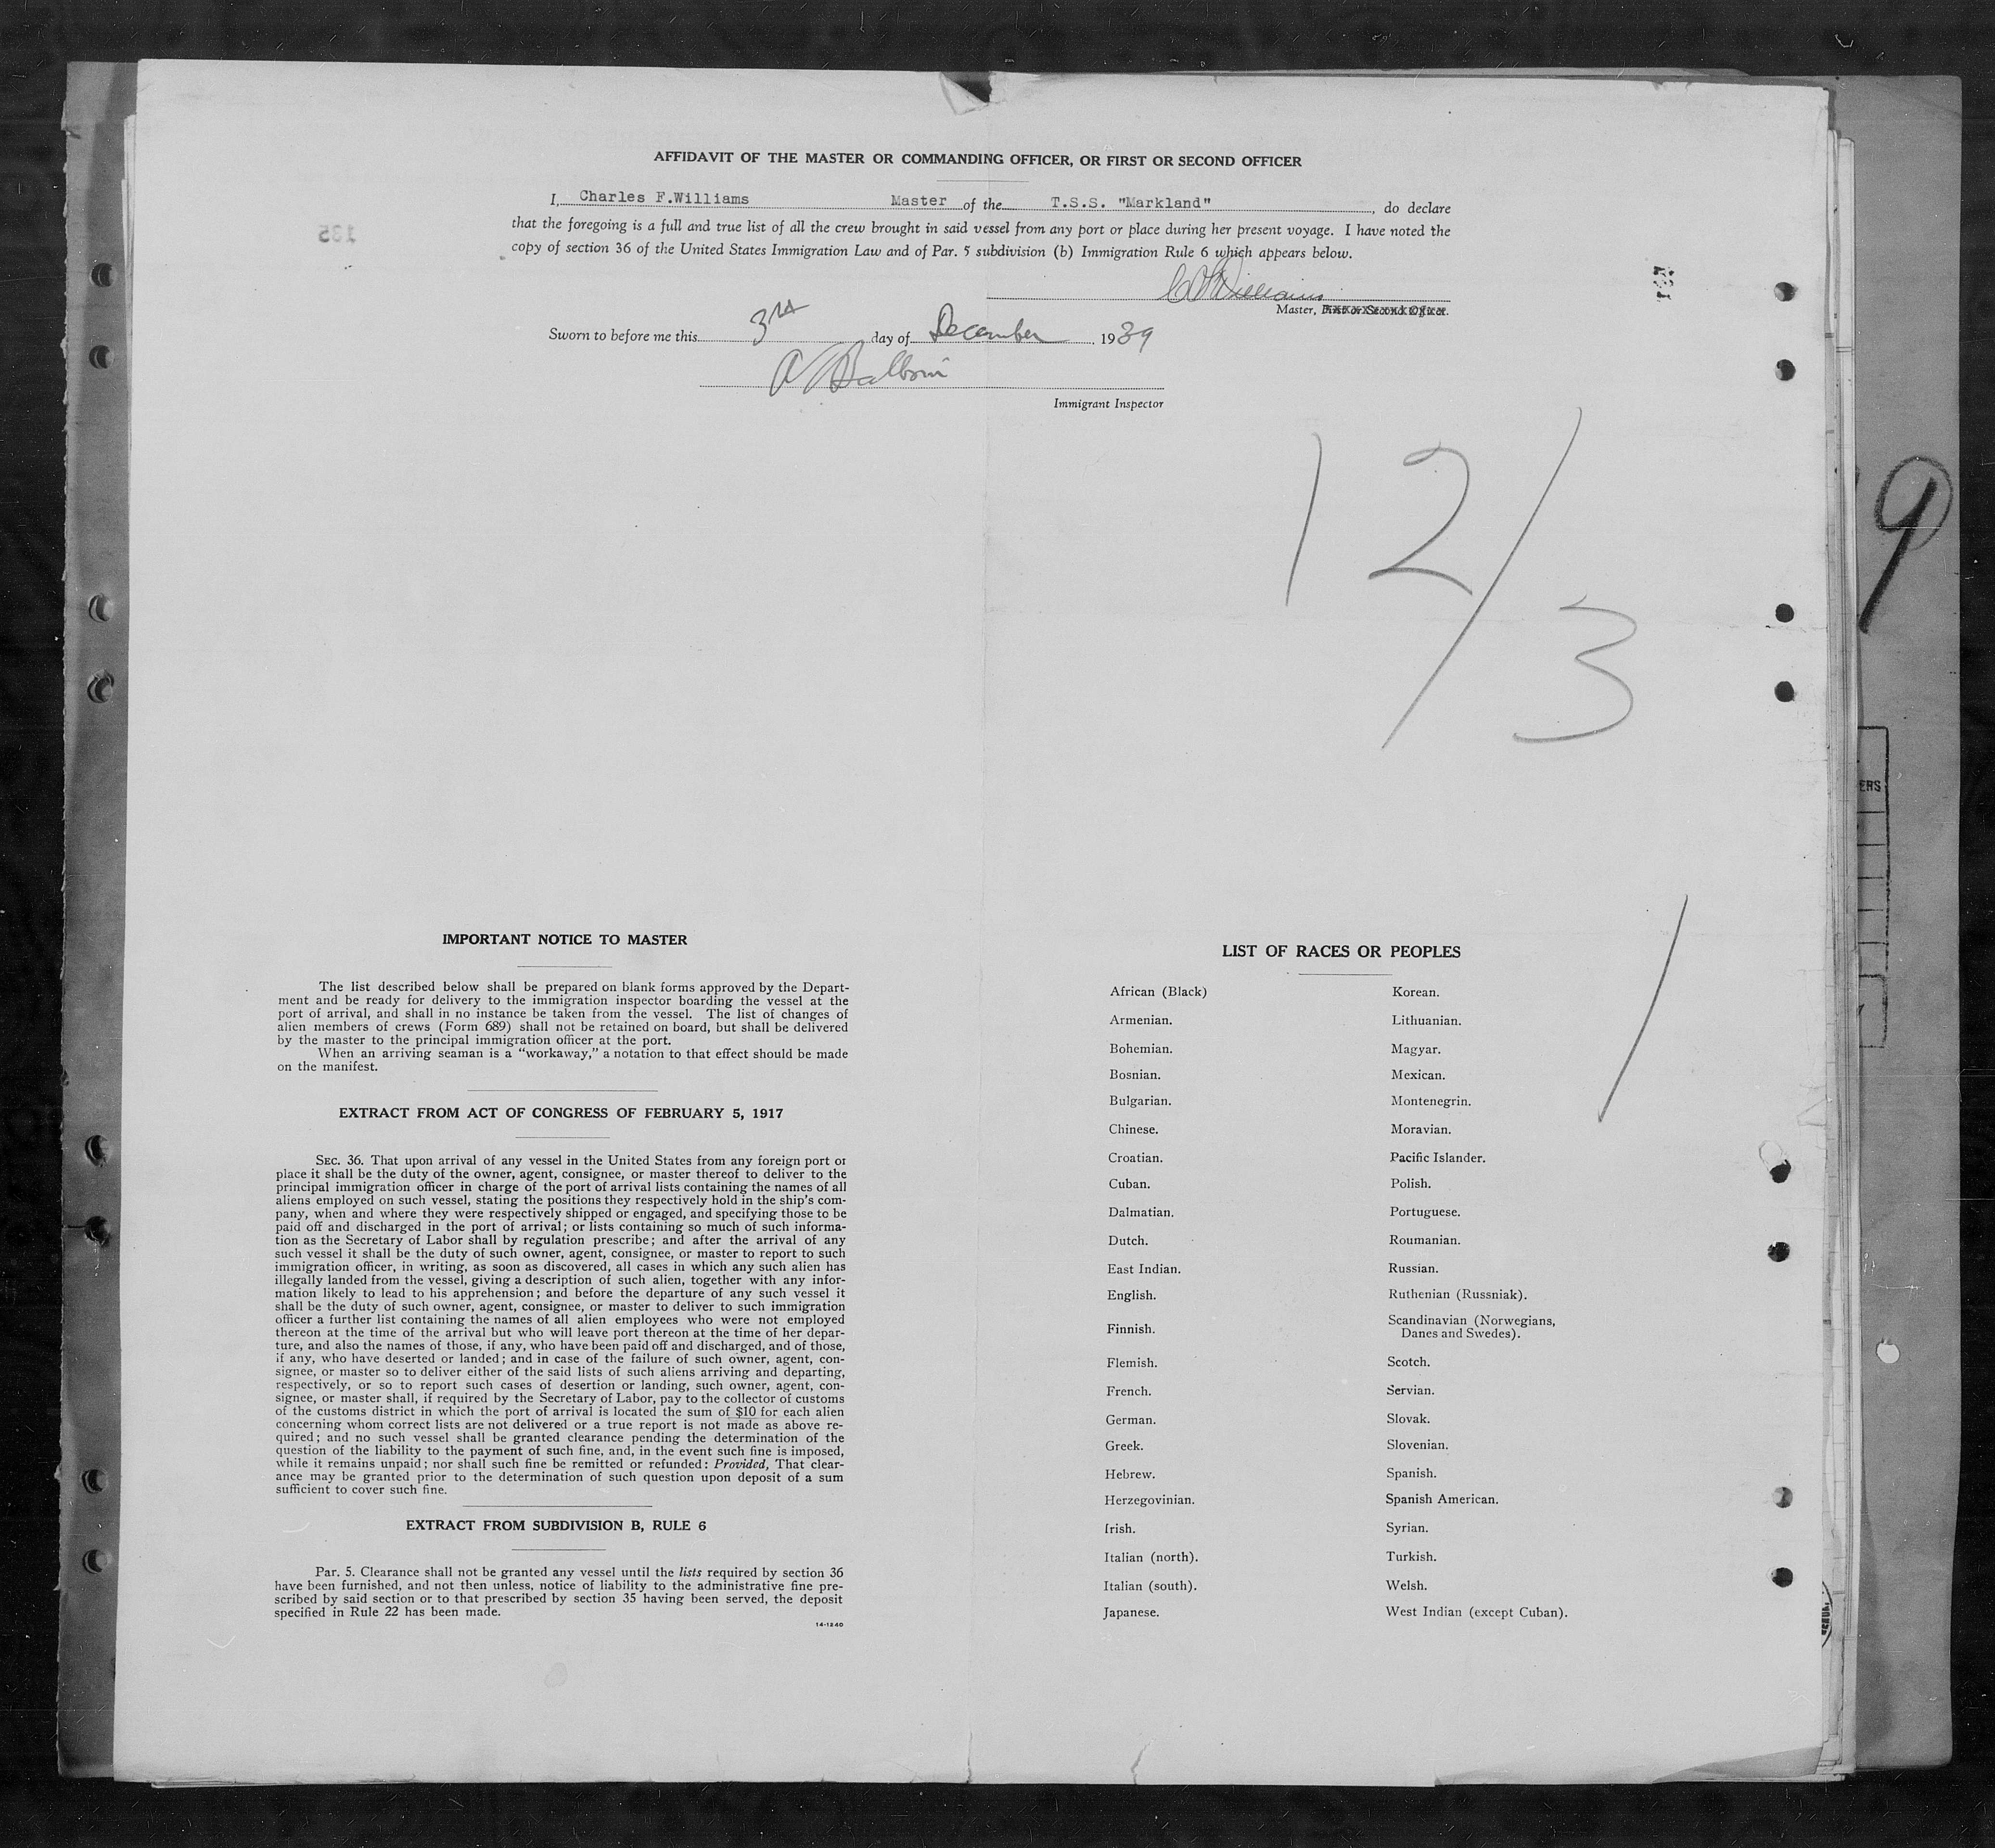 AFFIDAVIT OF THE MASTER OR COMMANDING OFFICER, OR FIRST OR SECOND OFFICER
I, Charles F.Williams Master of the T.S.S. "Markland", do declare
that the foregoing is a full and true list of all the crew brought in said vessel from any port or place during her present voyage. I have noted the
copy of section 36 of the United States Immigration Law and of Par. 5 subdivision (b) Immigration Rule 6 which appears below.
C F Williams
Master, First or Second Officer.
Sworn to before me this 3rd day of December, 1939
Immigrant Inspector
135
12/3
9
ERS
/
IMPORTANT NOTICE TO MASTER
The list described below shall be prepared on blank forms approved by the Depart-
ment and be ready for delivery to the immigration inspector boarding the vessel at the
port of arrival, and shall in no instance be taken from the vessel. The list of changes of
alien members of crews (Form 689) shall not be retained on board, but shall be delivered
by the master to the principal immigration officer at the port.
When an arriving seaman is a "workaway," a notation to that effect should be made
on the manifest.
EXTRACT FROM ACT OF CONGRESS OF FEBRUARY 5, 1917
SEC. 36. That upon arrival of any vessel in the United States from any foreign port or
place it shall be the duty of the owner, agent, consignee, or master thereof to deliver to the
principal immigration officer in charge of the port of arrival lists containing the names of all
aliens employed on such vessel, stating the positions they respectively hold in the ship's com-
pany, when and where they were respectively shipped or engaged, and specifying those to be
paid off and discharged in the port of arrival; or lists containing so much of such informa-
tion as the Secretary of Labor shall by regulation prescribe; and after the arrival of any
such vessel it shall be the duty of such owner, agent, consignee, or master to report to such
immigration officer, in writing, as soon as discovered, all cases in which any such alien has
illegally landed from the vessel, giving a description of such alien, together with any infor-
mation likely to lead to his apprehension; and before the departure of any such vessel it
shall be the duty of such owner, agent, consignee, or master to deliver to such immigration
officer a further list containing the names of all alien employees who were not employed
thereon at the time of the arrival but who will leave port thereon at the time of her depar-
ture, and also the names of those, if any, who have been paid off and discharged, and of those,
if any, who have deserted or landed; and in case of the failure of such owner, agent, con-
signee, or master so to deliver either of the said lists of such aliens arriving and departing,
respectively, or so to report such cases of desertion or landing, such owner, agent, con-
signee, or master shall, if required by the Secretary of Labor, pay to the collector of customs
of the customs district in which the port of arrival is located the sum of $10 for each alien
concerning whom correct lists are not delivered or a true report is not made as above re-
quired; and no such vessel shall be granted clearance pending the determination of the
question of the liability to the payment of such fine, and, in the event such fine is imposed,
while it remains unpaid; nor shall such fine be remitted or refunded: Provided, That clear-
ance may be granted prior to the determination of such question upon deposit of a sum
sufficient to cover such fine.
EXTRACT FROM SUBDIVISION B, RULE 6
Par. 5. Clearance shall not be granted any vessel until the lists required by section 36
have been furnished, and not then unless, notice of liability to the administrative fine pre-
scribed by said section or to that prescribed by section 35 having been served, the deposit
specified in Rule 22 has been made.
14-1240
LIST OF RACES OR PEOPLES
African (Black)
Armenian.
Bohemian.
Bosnian.
Bulgarian.
Chinese.
Croatian.
Cuban.
Dalmatian.
Dutch.
East Indian.
English.
Finnish.
Flemish.
French.
German.
Greek.
Hebrew.
Herzegovinian.
Irish.
Italian (north).
Italian (south).
Japanese.
Korean.
Lithuanian.
Magyar.
Mexican.
Montenegrin.
Moravian.
Pacific Islander.
Polish.
Portuguese.
Roumanian.
Russian.
Ruthenian (Russniak).
Scandinavian (Norwegians,
Danes and Swedes).
Scotch.
Servian.
Slovak.
Slovenian.
Spanish.
Spanish American.
Syrian.
Turkish.
Welsh.
West Indian (except Cuban).